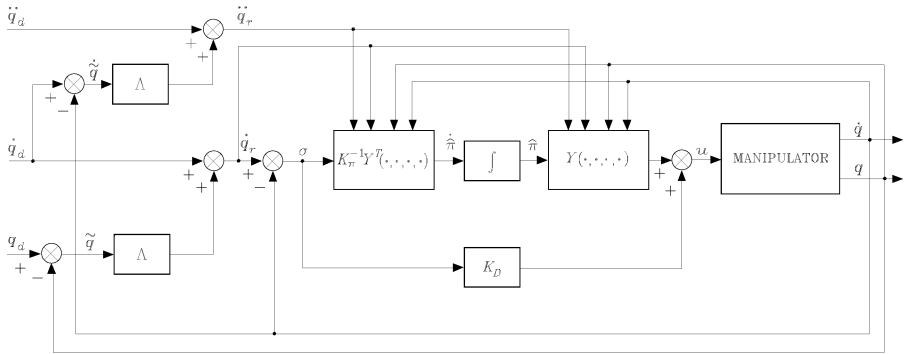 q̈_d
q̈_r
+
+
q̃̇
Λ
+
−
q̇_d
q̇_r
σ
K_π^{-1}Y^T(•,•,•,•)
π̂̇
∫
π̂
Y(•,•,•,•)
u
MANIPULATOR
q̇
q
+
+
+
−
+
+
q_d
q̃
Λ
+
−
K_D